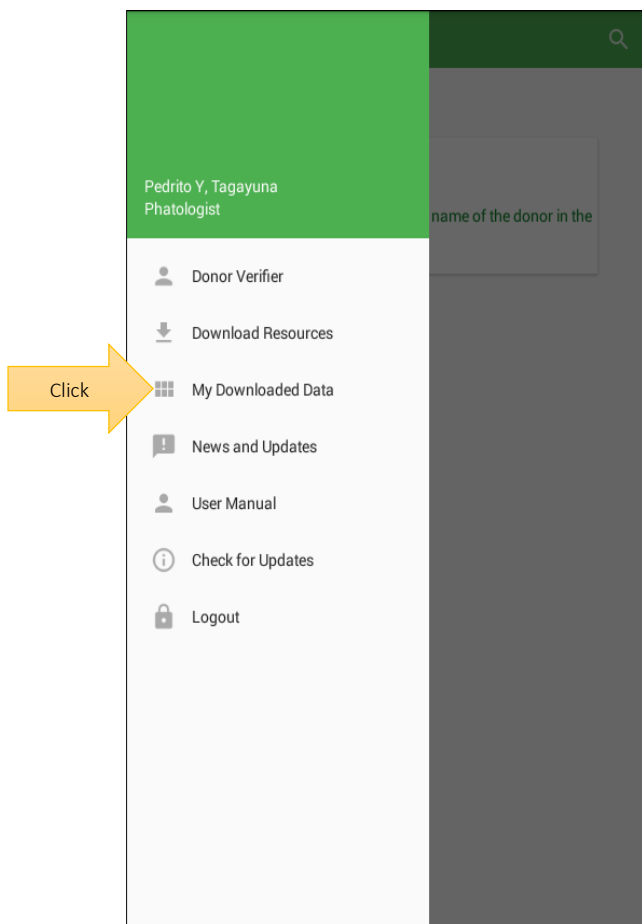 Pedrito Y, Tagayuna
Phatologist
name of the donor in the
Donor Verifier
Download Resources
Click
My Downloaded Data
News and Updates
User Manual
Check for Updates
Logout